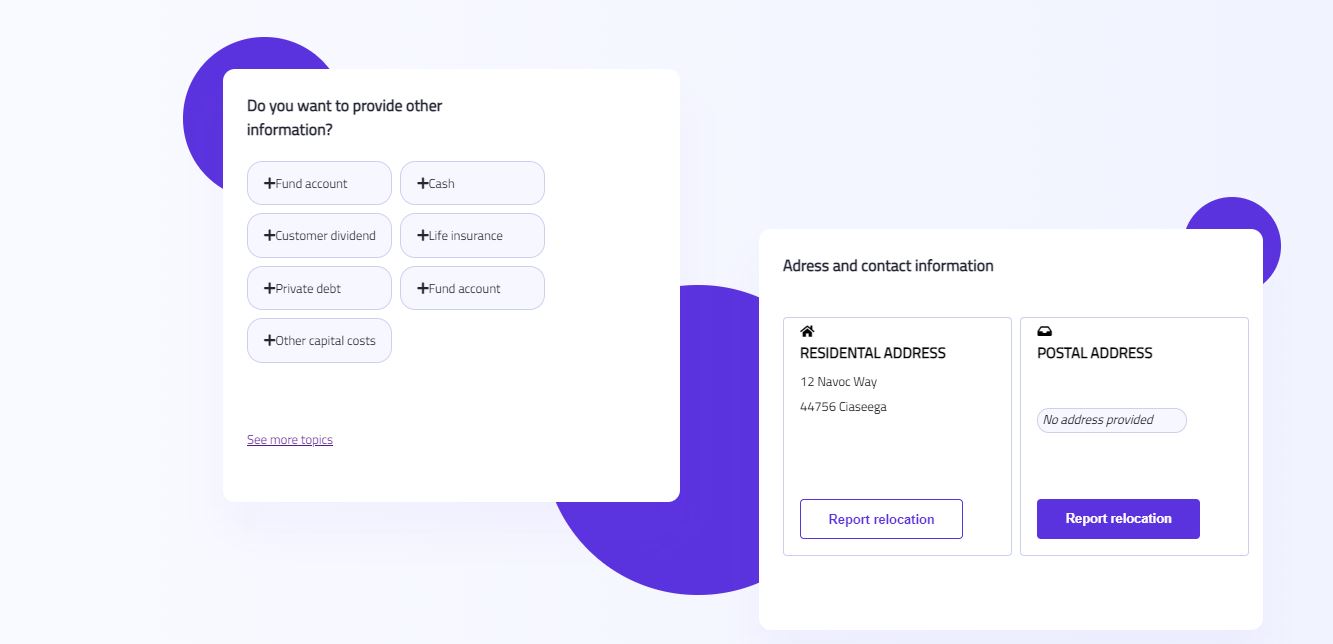 Do you want to provide other
information?
Fund account
Cash
Customer dividend
Life insurance
Private debt
Fund account
Other capital costs
See more topics
Adress and contact information
RESIDENTAL ADDRESS
12 Navoc Way
44756 Ciaseega
Report relocation
POSTAL ADDRESS
No address provided
Report relocation